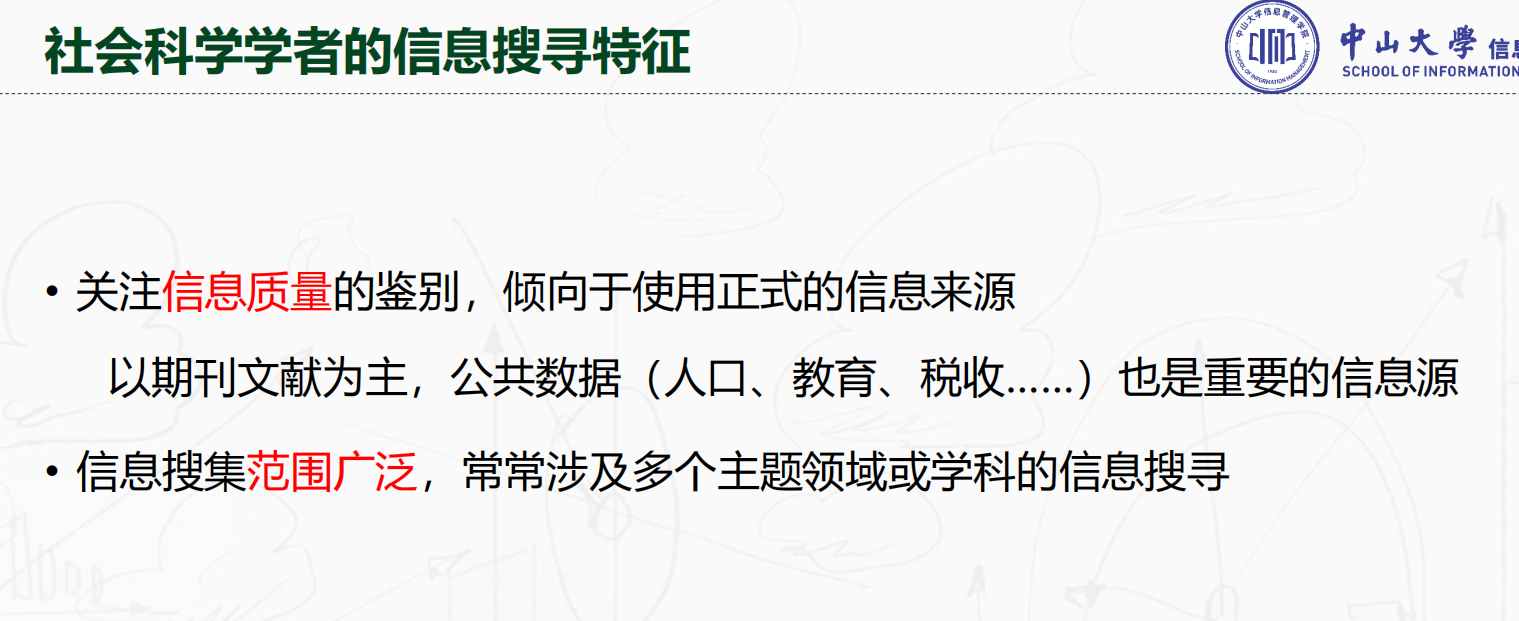 社会科学学者的信息搜寻特征
中山大学信息管理学院
SCHOOL OF INFORMATION MANAGEMENT
1980
中山大学 信息
SCHOOL OF INFORMATION
• 关注信息质量的鉴别，倾向于使用正式的信息来源
以期刊文献为主，公共数据（人口、教育、税收……）也是重要的信息源
• 信息搜集范围广泛，常常涉及多个主题领域或学科的信息搜寻